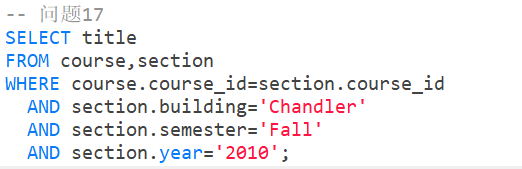 -- 问题17
SELECT title
FROM course,section
WHERE course.course_id=section.course_id
  AND section.building='Chandler'
  AND section.semester='Fall'
  AND section.year='2010';